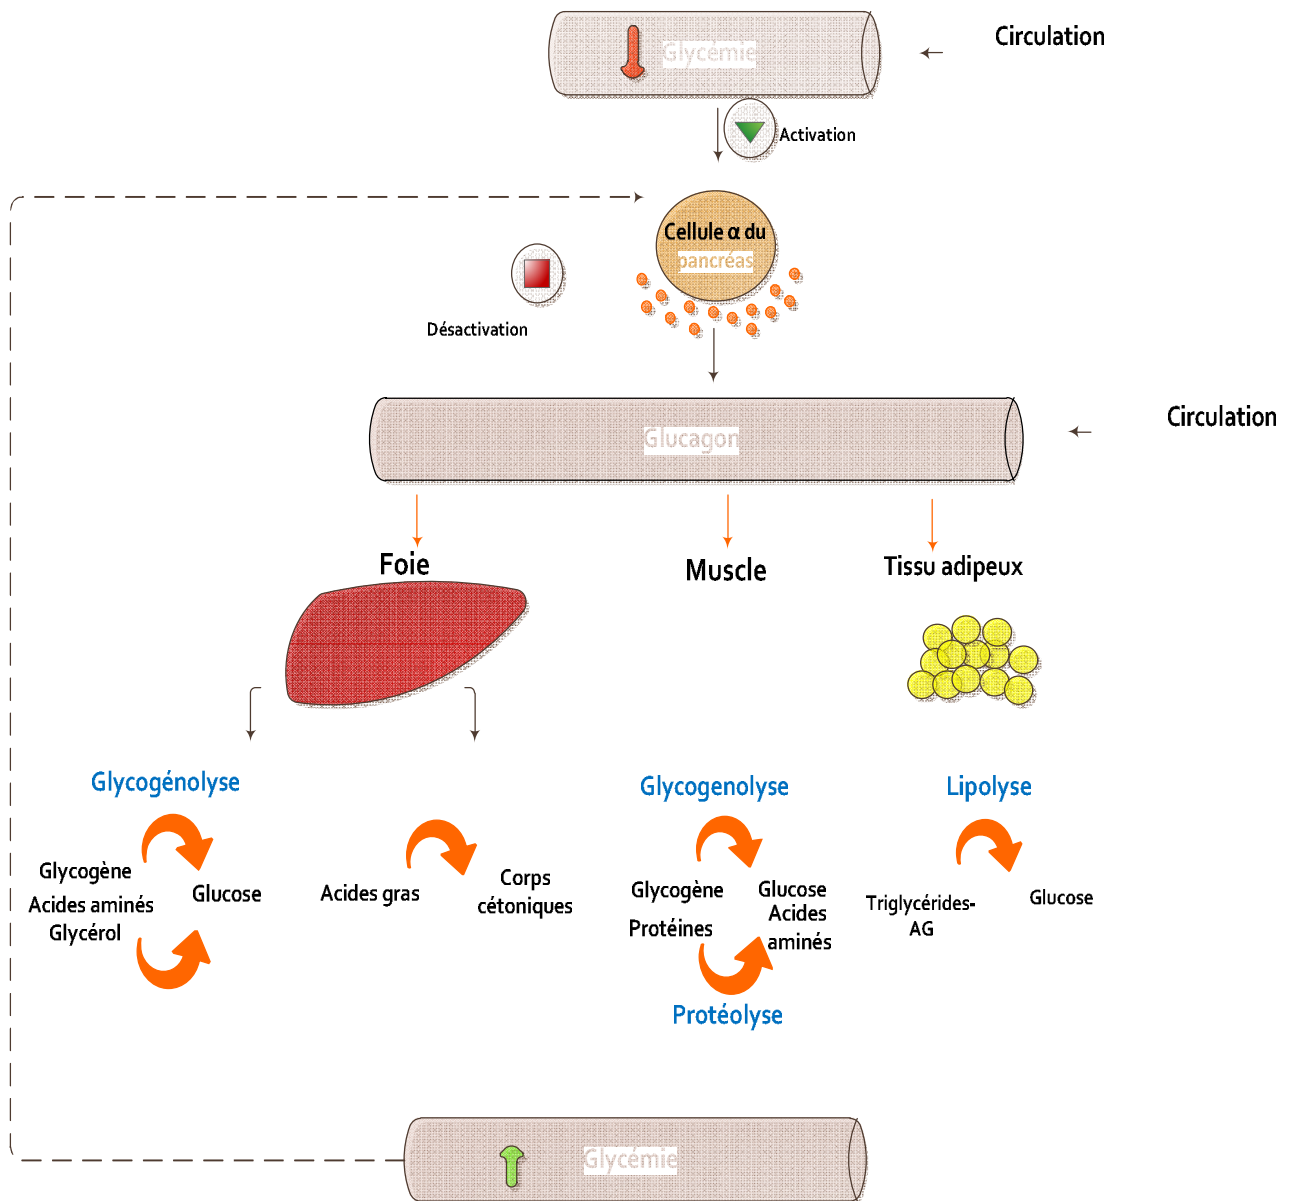 Circulation
Glycémie
Activation
Cellule α du
pancréas
Désactivation
Circulation
Glucagon
Foie
Muscle
Tissu adipeux
Glycogénolyse
Glycogenolyse
Lipolyse
Glycogène
Acides aminés
Glycérol
Glucose
Acides gras
Corps
cétoniques
Glycogène
Protéines
Glucose
Acides
aminés
Triglycérides-
AG
Glucose
Protéolyse
Glycémie